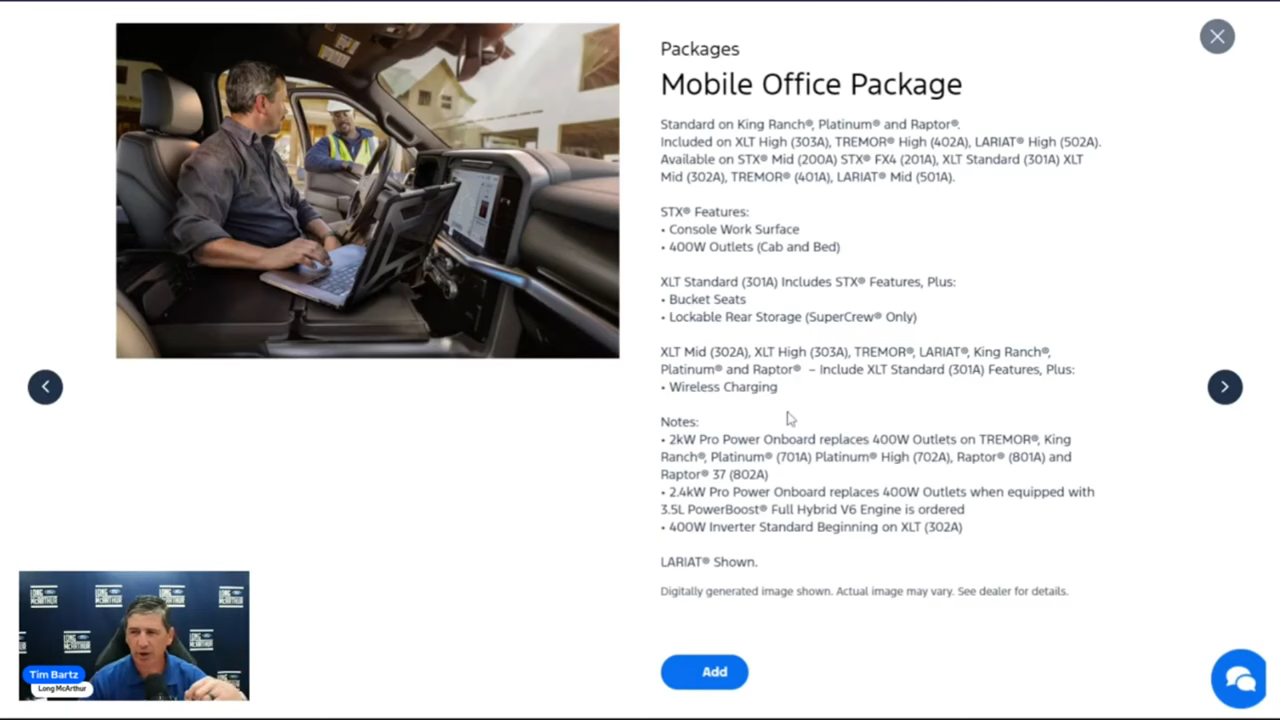 Packages
Mobile Office Package
Standard on King Ranch®, Platinum® and Raptor®.
Included on XLT High (303A), TREMOR® High (402A), LARIAT® High (502A).
Available on STX® Mid (200A) STX® FX4 (201A), XLT Standard (301A) XLT
Mid (302A), TREMOR® (401A), LARIAT® Mid (501A).
STX® Features:
• Console Work Surface
• 400W Outlets (Cab and Bed)
XLT Standard (301A) Includes STX® Features, Plus:
• Bucket Seats
• Lockable Rear Storage (SuperCrew® Only)
XLT Mid (302A), XLT High (303A), TREMOR®, LARIAT®, King Ranch®,
Platinum® and Raptor® – Include XLT Standard (301A) Features, Plus:
• Wireless Charging
Notes:
• 2kW Pro Power Onboard replaces 400W Outlets on TREMOR®, King
Ranch®, Platinum® (701A) Platinum® High (702A), Raptor® (801A) and
Raptor® 37 (802A)
• 2.4kW Pro Power Onboard replaces 400W Outlets when equipped with
3.5L PowerBoost® Full Hybrid V6 Engine is ordered
• 400W Inverter Standard Beginning on XLT (302A)
LARIAT® Shown.
Digitally generated image shown. Actual image may vary. See dealer for details.
Add
LONG
McARTHUR
Tim Bartz
Long McArthur